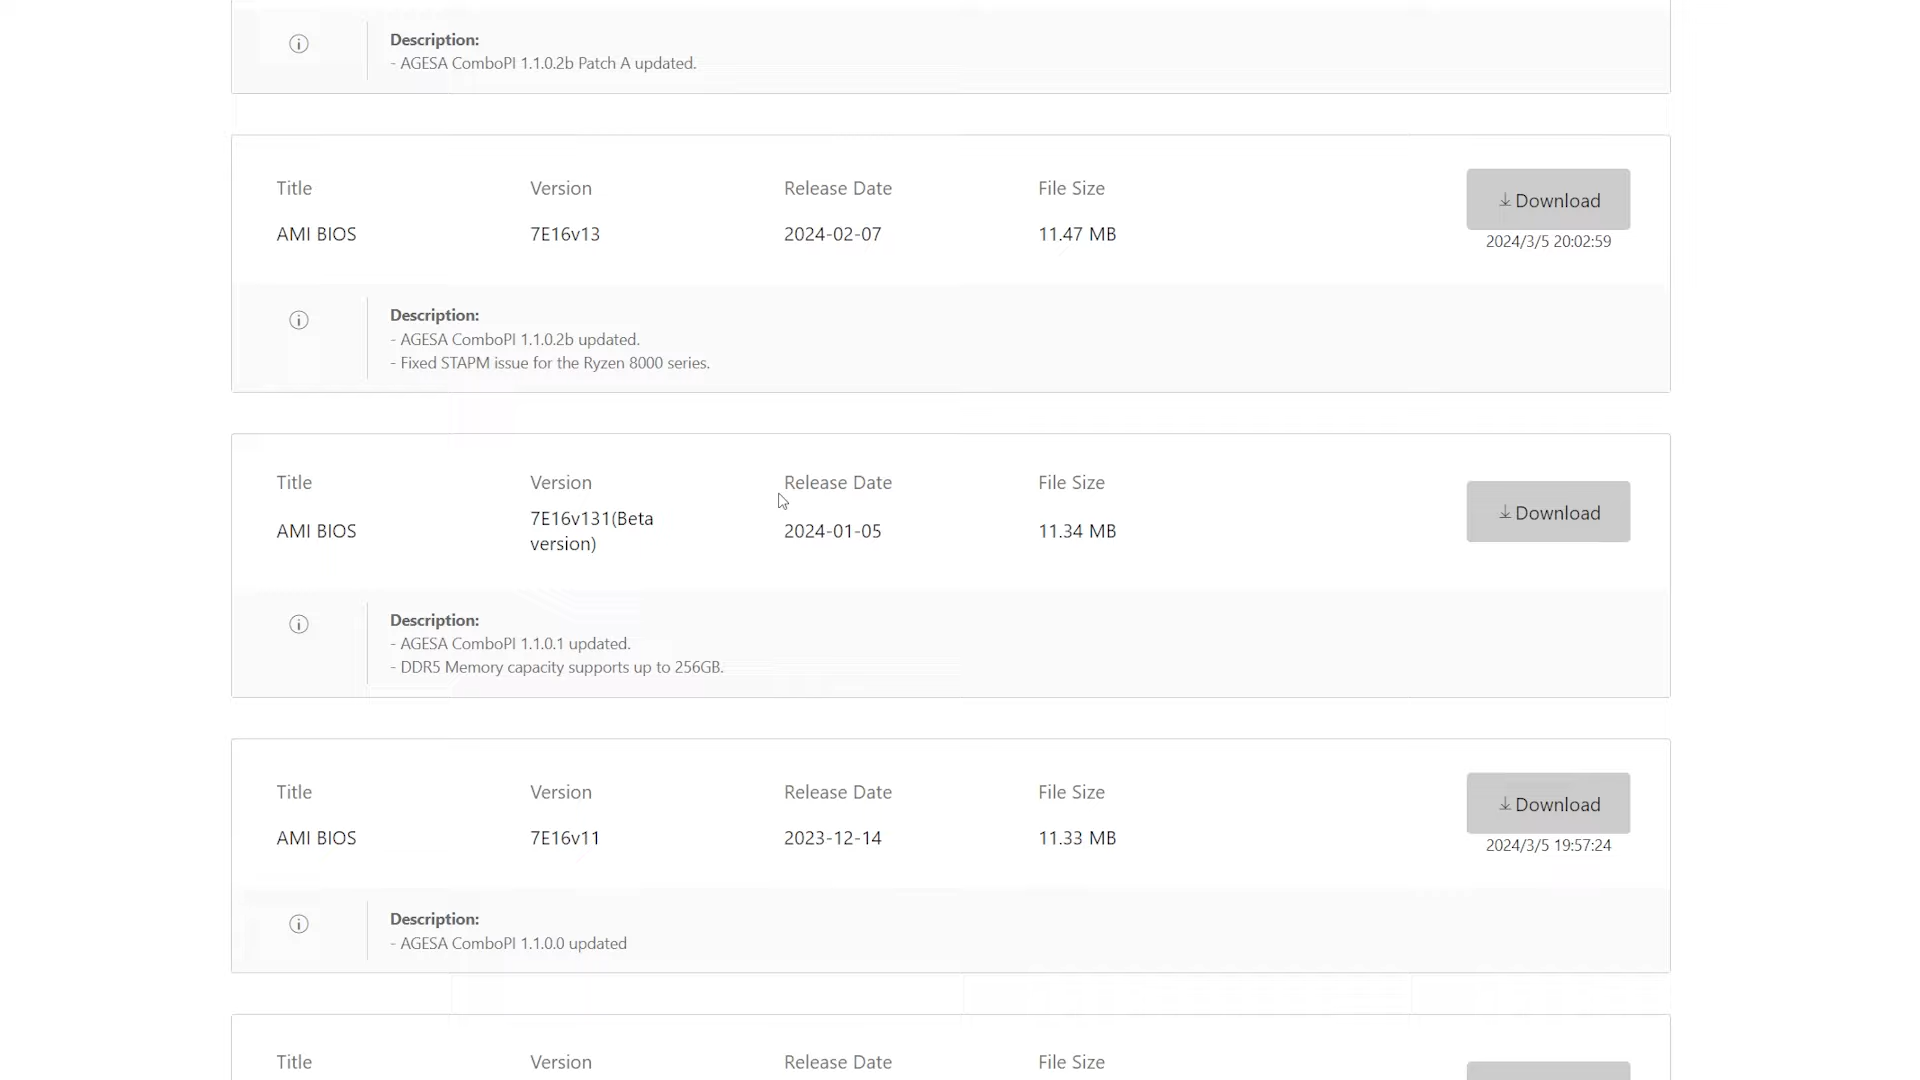 Description:
- AGESA ComboPI 1.1.0.2b Patch A updated.
Title Version Release Date File Size Download
AMI BIOS 7E16v13 2024-02-07 11.47 MB 2024/3/5 20:02:59
Description:
- AGESA ComboPI 1.1.0.2b updated.
- Fixed STAPM issue for the Ryzen 8000 series.
Title Version Release Date File Size Download
AMI BIOS 7E16v131(Beta version) 2024-01-05 11.34 MB
Description:
- AGESA ComboPI 1.1.0.1 updated.
- DDR5 Memory capacity supports up to 256GB.
Title Version Release Date File Size Download
AMI BIOS 7E16v11 2023-12-14 11.33 MB 2024/3/5 19:57:24
Description:
- AGESA ComboPI 1.1.0.0 updated
Title Version Release Date File Size